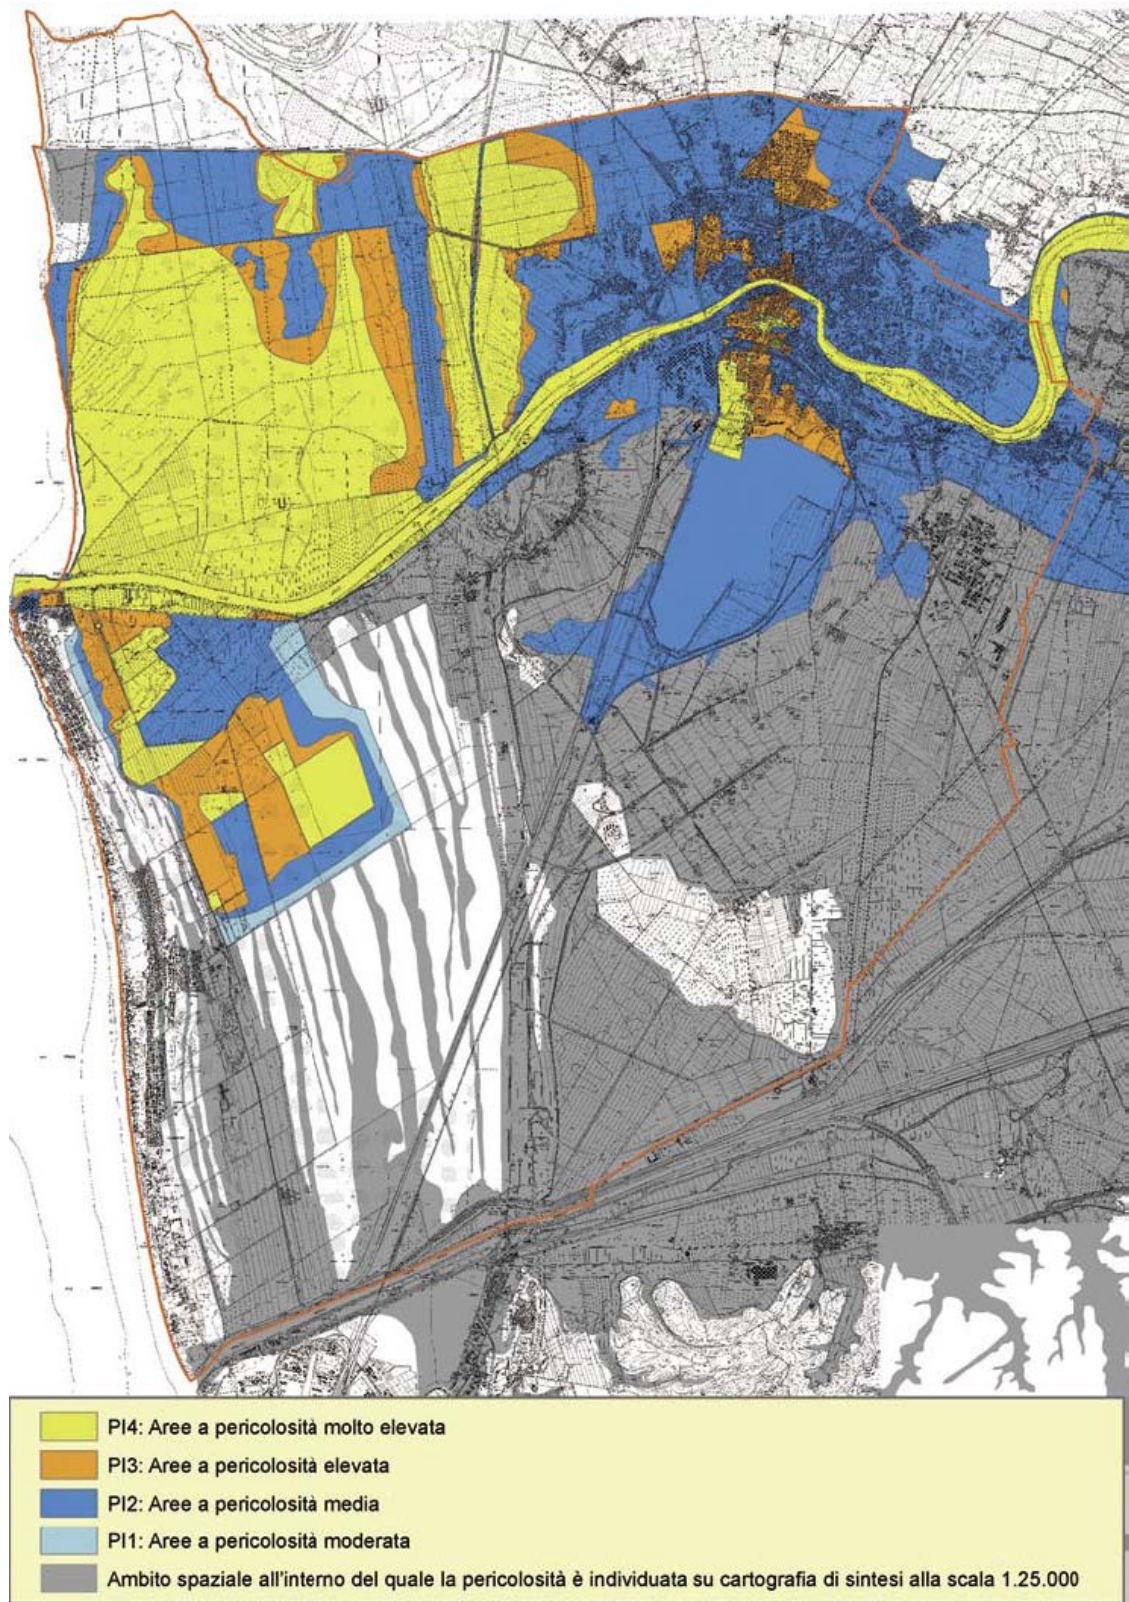 PI4: Aree a pericolosità molto elevata
PI3: Aree a pericolosità elevata
PI2: Aree a pericolosità media
PI1: Aree a pericolosità moderata
Ambito spaziale all'interno del quale la pericolosità è individuata su cartografia di sintesi alla scala 1.25.000